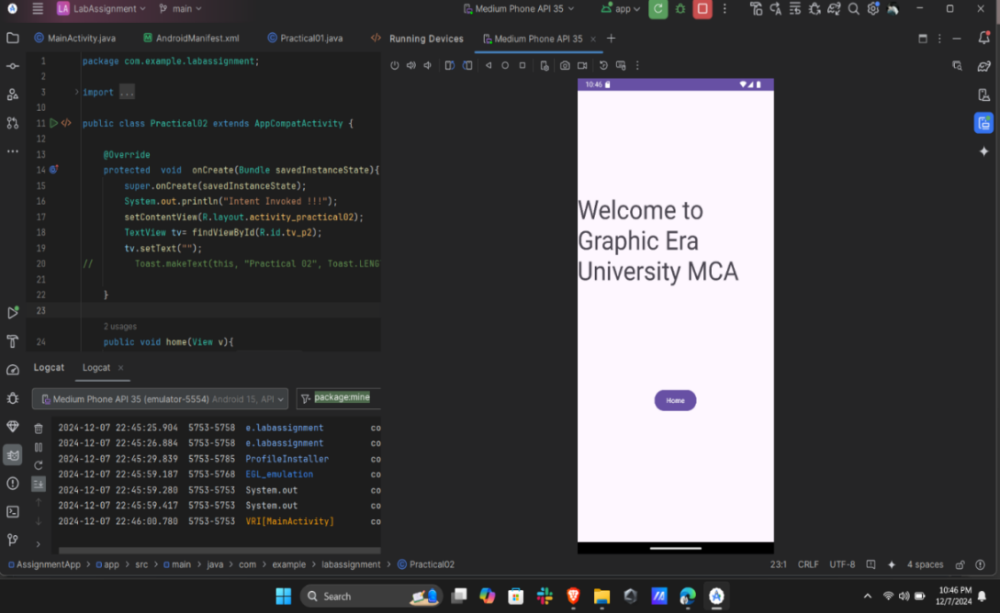 LA LabAssignment main Medium Phone API 35 app
MainActivity.java AndroidManifest.xml Practical01.java Running Devices Medium Phone API 35
1 package com.example.labassignment;
2
3 import ...
10
11 public class Practical02 extends AppCompatActivity {
12
13 @Override
14 protected void onCreate(Bundle savedInstanceState){
15 super.onCreate(savedInstanceState);
16 System.out.println("Intent Invoked !!!");
17 setContentView(R.layout.activity_practical02);
18 TextView tv= findViewById(R.id.tv_p2);
19 tv.setText("");
20 // Toast.makeText(this, "Practical 02", Toast.LENG
21
22 }
23
2 usages
24 public void home(View v){
10:46
Welcome to
Graphic Era
University MCA
Home
Logcat Logcat
Medium Phone API 35 (emulator-5554) Android 15, API package:mine
2024-12-07 22:45:25.904 5753-5758 e.labassignment co
2024-12-07 22:45:26.884 5753-5758 e.labassignment co
2024-12-07 22:45:29.839 5753-5785 ProfileInstaller co
2024-12-07 22:45:59.187 5753-5768 EGL_emulation co
2024-12-07 22:45:59.280 5753-5753 System.out co
2024-12-07 22:45:59.417 5753-5753 System.out co
2024-12-07 22:46:00.780 5753-5753 VRI[MainActivity] co
AssignmentApp > app > src > main > java > com > example > labassignment > Practical02 23:1 CRLF UTF-8 4 spaces
Search 10:46 PM
12/7/2024